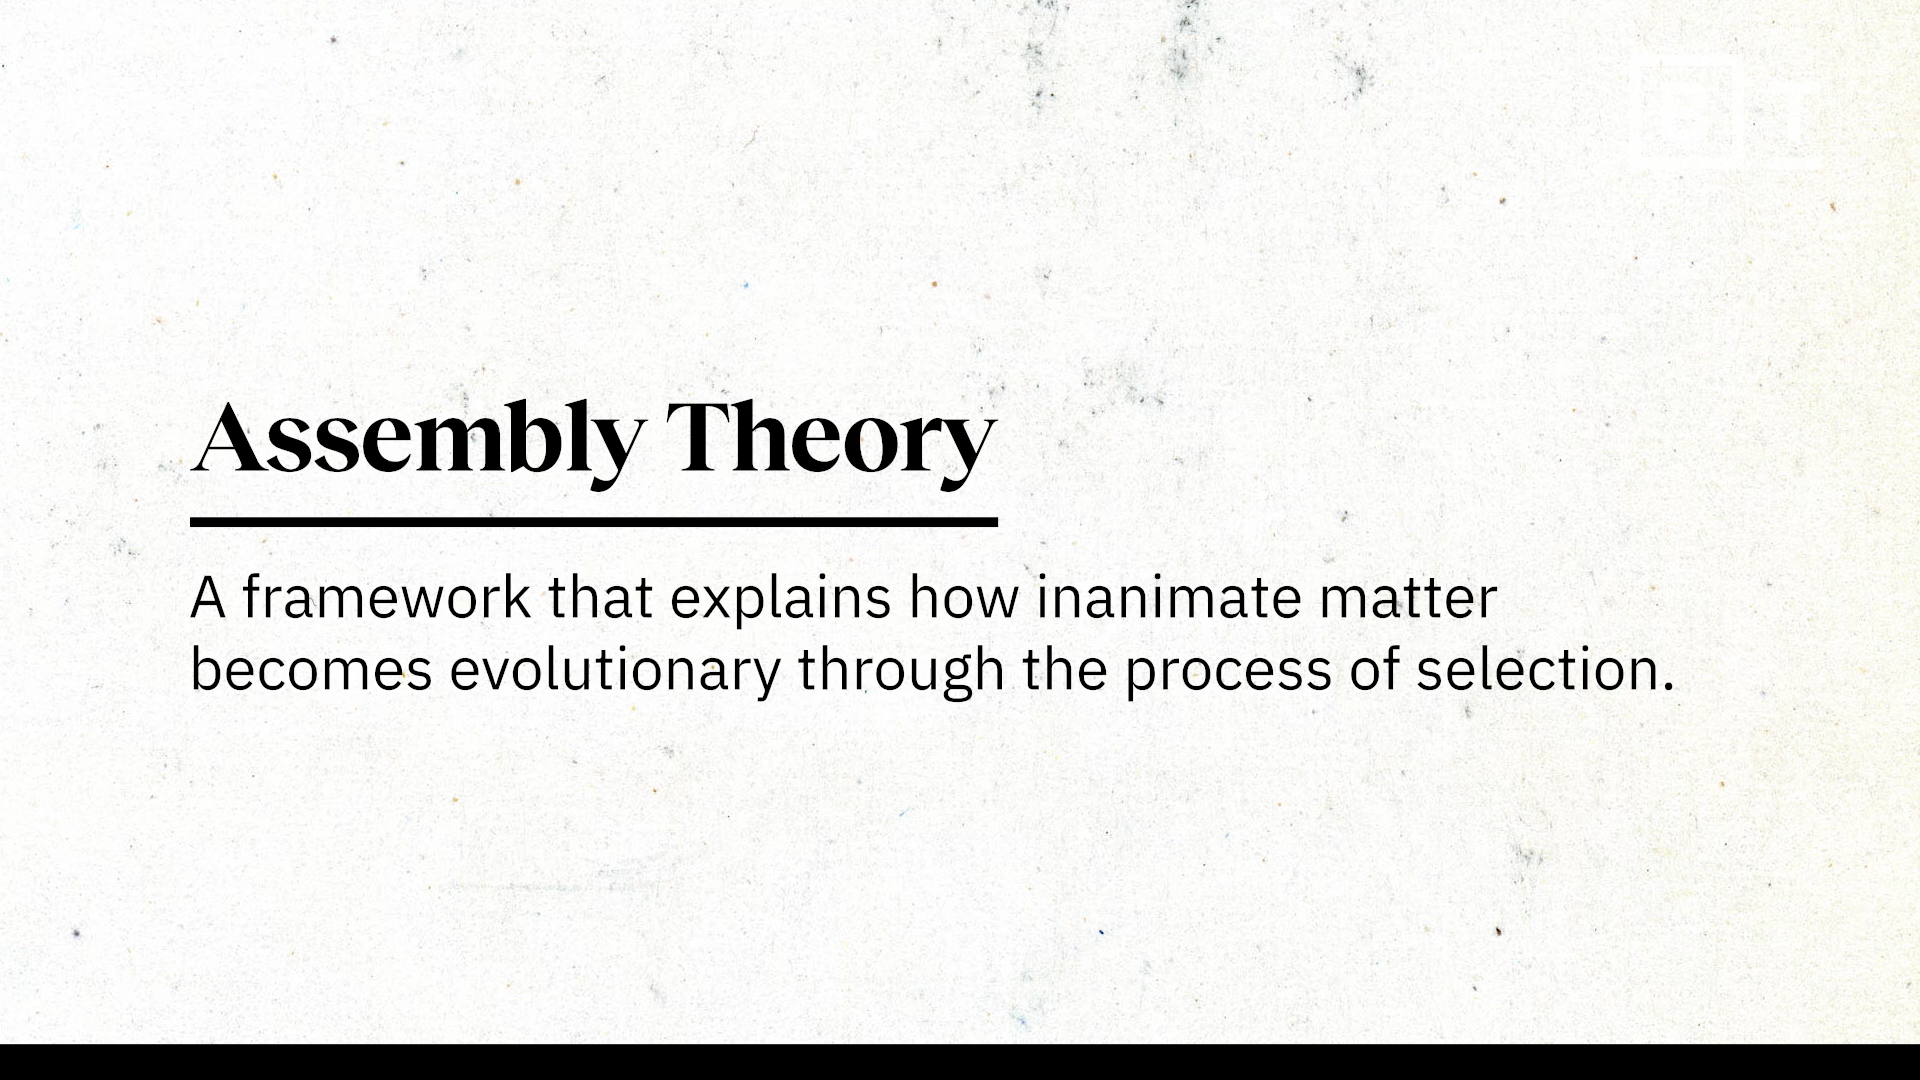 Assembly Theory
A framework that explains how inanimate matter
becomes evolutionary through the process of selection.